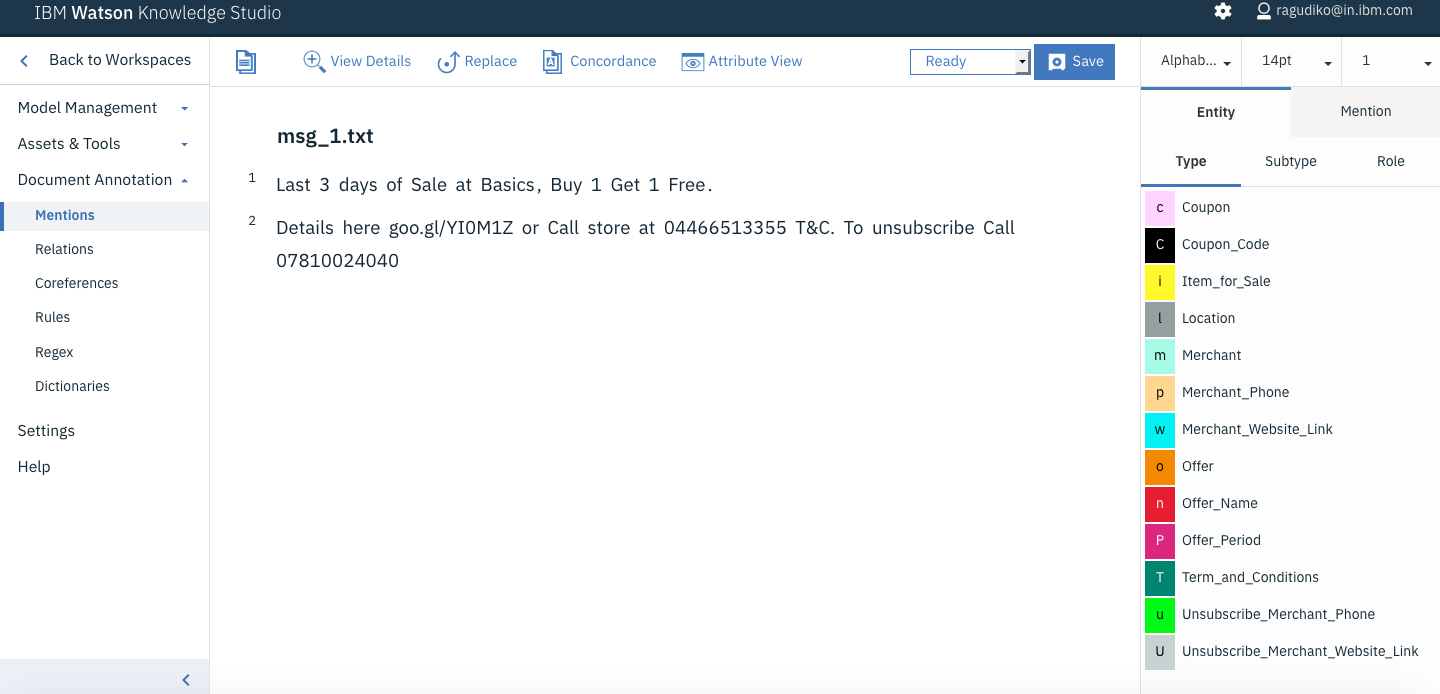 IBM Watson Knowledge Studio
ragudiko@in.ibm.com
Back to Workspaces
View Details
Replace
Concordance
Attribute View
Ready
Save
Alphab...
14pt
1
Model Management
Assets & Tools
Document Annotation
Mentions
Relations
Coreferences
Rules
Regex
Dictionaries
Settings
Help
msg_1.txt
1 Last 3 days of Sale at Basics, Buy 1 Get 1 Free.
2 Details here goo.gl/YI0M1Z or Call store at 04466513355 T&C. To unsubscribe Call
07810024040
Entity
Mention
Type
Subtype
Role
c Coupon
C Coupon_Code
i Item_for_Sale
l Location
m Merchant
p Merchant_Phone
w Merchant_Website_Link
o Offer
n Offer_Name
P Offer_Period
T Term_and_Conditions
u Unsubscribe_Merchant_Phone
U Unsubscribe_Merchant_Website_Link